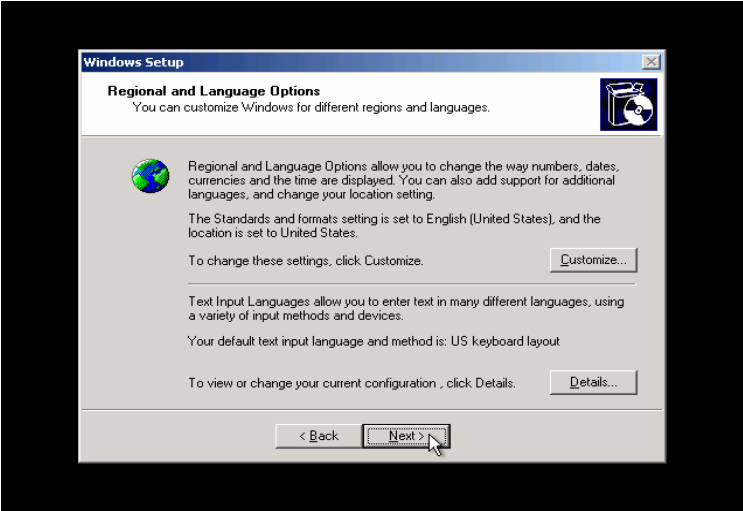 Windows Setup
Regional and Language Options
You can customize Windows for different regions and languages.
Regional and Language Options allow you to change the way numbers, dates,
currencies and the time are displayed. You can also add support for additional
languages, and change your location setting.
The Standards and formats setting is set to English (United States), and the
location is set to United States.
To change these settings, click Customize.
Customize...
Text Input Languages allow you to enter text in many different languages, using
a variety of input methods and devices.
Your default text input language and method is: US keyboard layout
To view or change your current configuration , click Details.
Details...
< Back
Next >